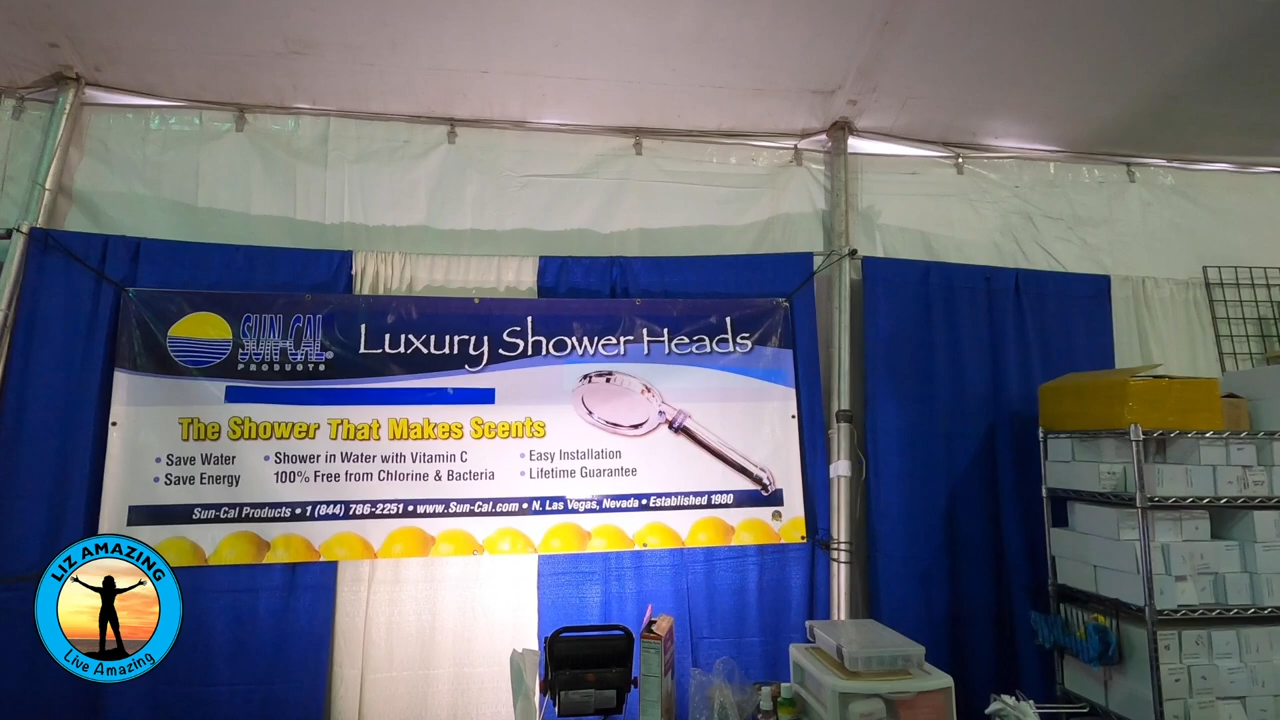 SUN-CAL®
PRODUCTS
Luxury Shower Heads
The Shower That Makes Scents
• Save Water
• Save Energy
• Shower in Water with Vitamin C
100% Free from Chlorine & Bacteria
• Easy Installation
• Lifetime Guarantee
Sun-Cal Products • 1 (844) 786-2251 • www.Sun-Cal.com • N. Las Vegas, Nevada • Established 1980
LIZ AMAZING
Live Amazing